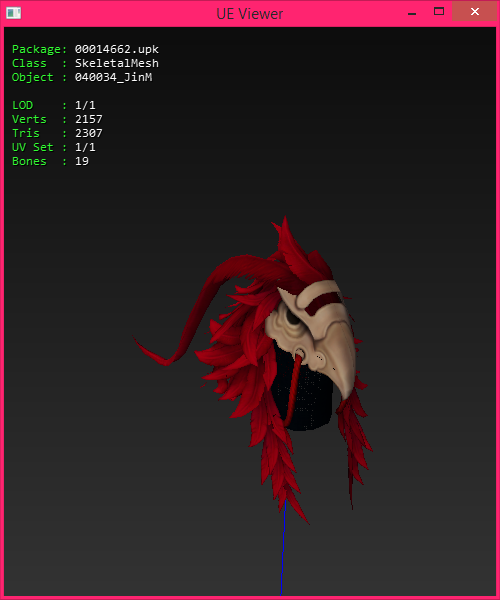 UE Viewer
Package: 00014662.upk
Class : SkeletalMesh
Object : 040034_JinM
LOD : 1/1
Verts : 2157
Tris : 2307
UV Set : 1/1
Bones : 19